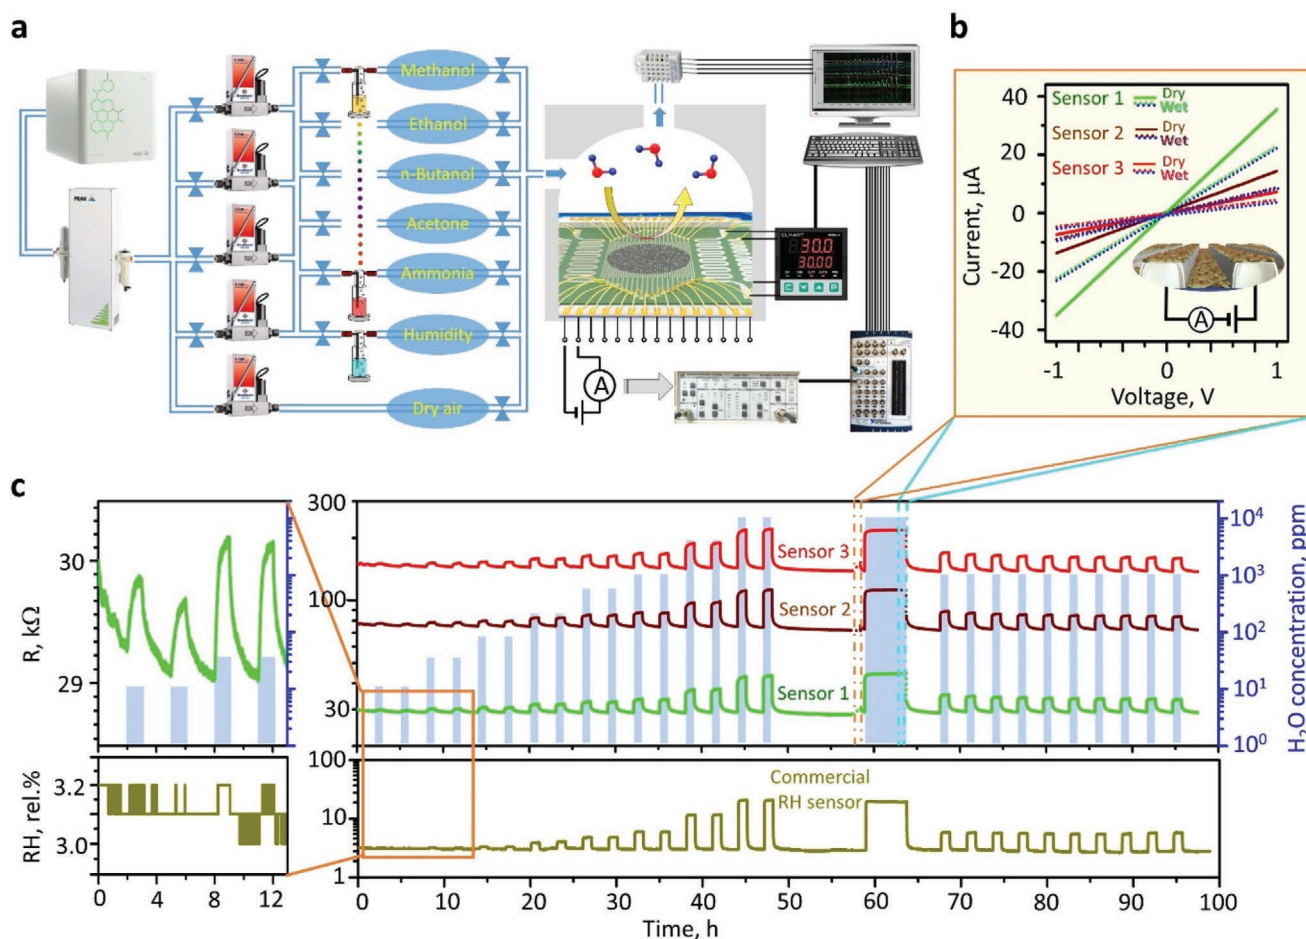 a
PEAK
PEAK
Methanol
Ethanol
n-Butanol
Acetone
Ammonia
Humidity
Dry air
30.0
30.00
A
b
Sensor 1
Dry
Wet
Sensor 2
Dry
Wet
Sensor 3
Dry
Wet
Current, μA
40
20
0
-20
-40
-1
0
1
Voltage, V
A
c
R, kΩ
30
29
300
100
30
Sensor 3
Sensor 2
Sensor 1
10⁴
10³
10²
10¹
10⁰
H₂O concentration, ppm
RH, rel.%
3.2
3.0
0
4
8
12
100
10
1
Commercial
RH sensor
0
10
20
30
40
50
60
70
80
90
100
Time, h